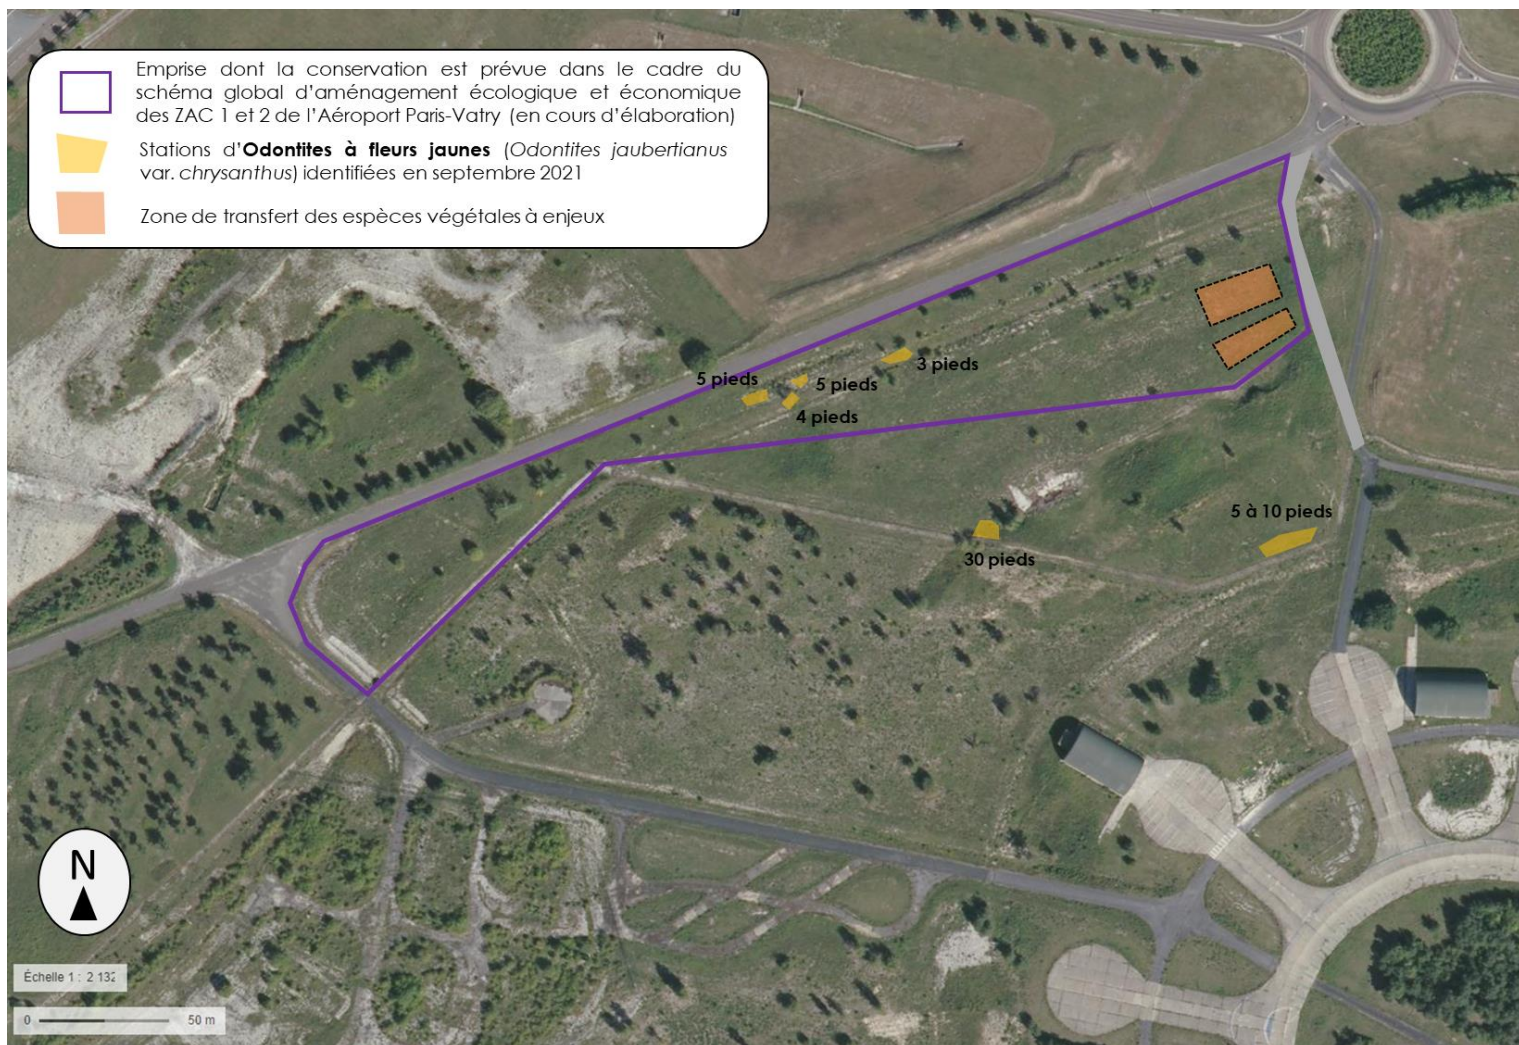 Emprise dont la conservation est prévue dans le cadre du
schéma global d'aménagement écologique et économique
des ZAC 1 et 2 de l'Aéroport Paris-Vatry (en cours d'élaboration)
Stations d'Odontites à fleurs jaunes (Odontites jaubertianus
var. chrysanthus) identifiées en septembre 2021
Zone de transfert des espèces végétales à enjeux
3 pieds
5 pieds
5 pieds
4 pieds
5 à 10 pieds
30 pieds
N
Échelle 1 : 2 132
0 50 m